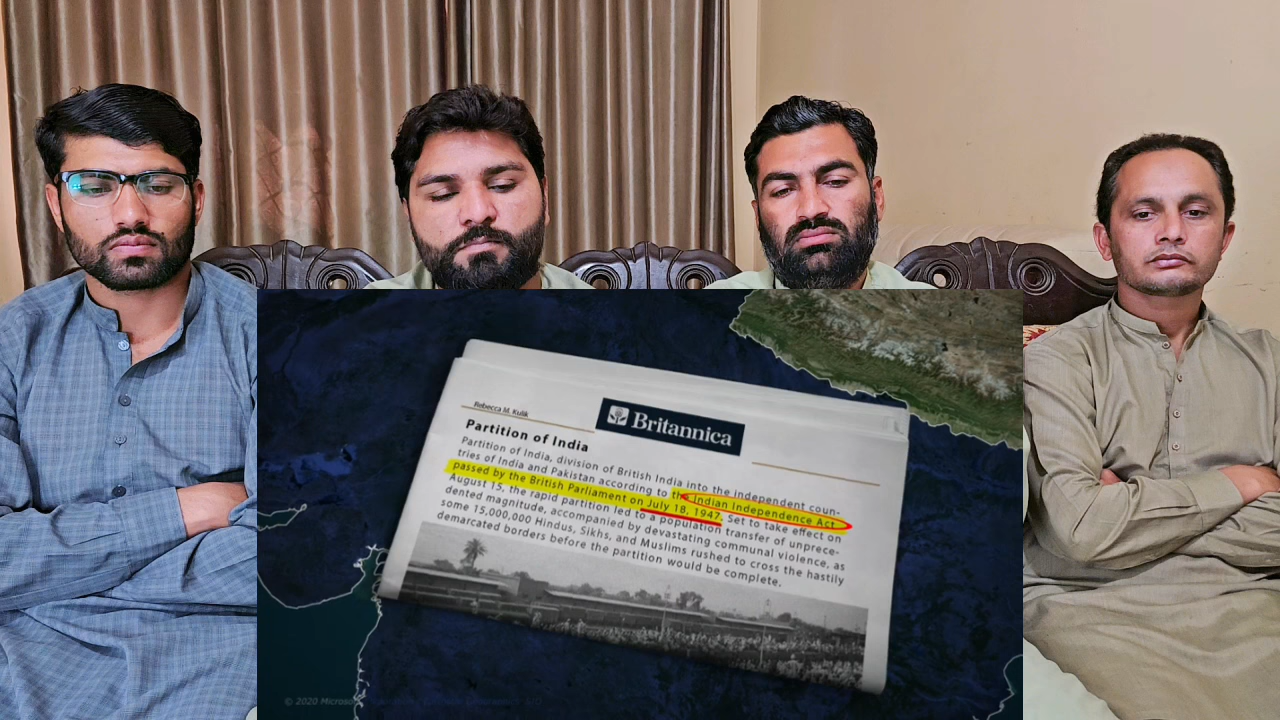 Rebecca M. Kulik
Britannica
Partition of India
Partition of India, division of British India into the independent coun-
tries of India and Pakistan according to the Indian Independence Act
passed by the British Parliament on July 18, 1947. Set to take effect on
August 15, the rapid partition led to a population transfer of unprece-
dented magnitude, accompanied by devastating communal violence, as
some 15,000,000 Hindus, Sikhs, and Muslims rushed to cross the hastily
demarcated borders before the partition would be complete.
© 2020 Microsoft